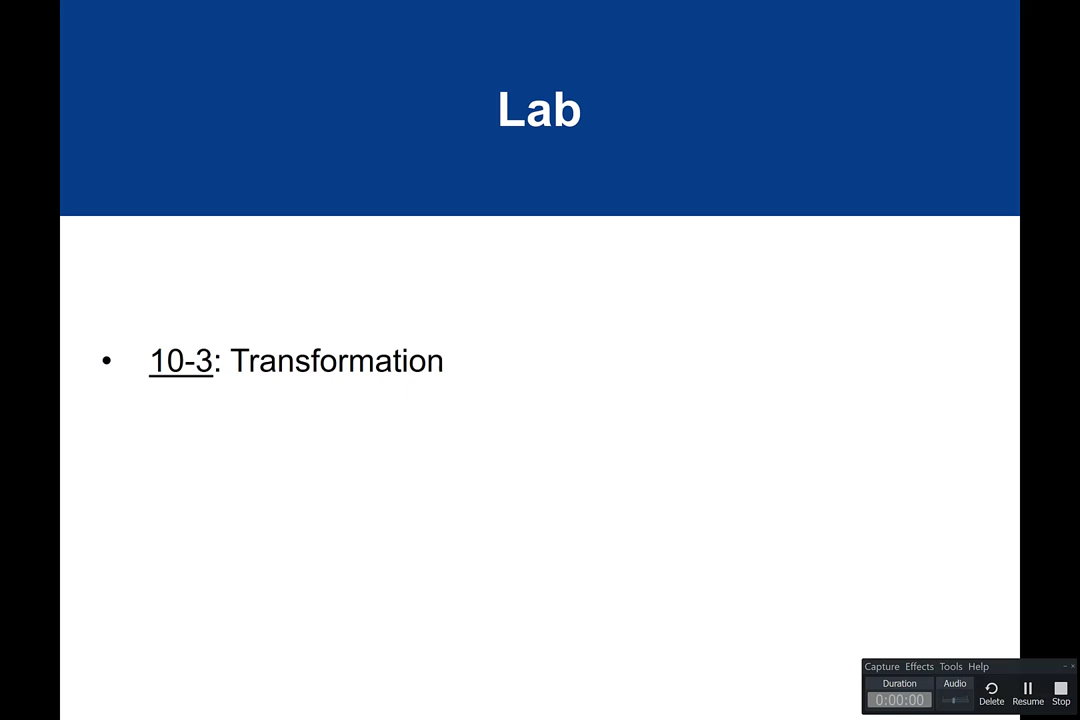 Lab
• 10-3: Transformation
Capture Effects Tools Help
Duration Audio
0:00:00 Delete Resume Stop